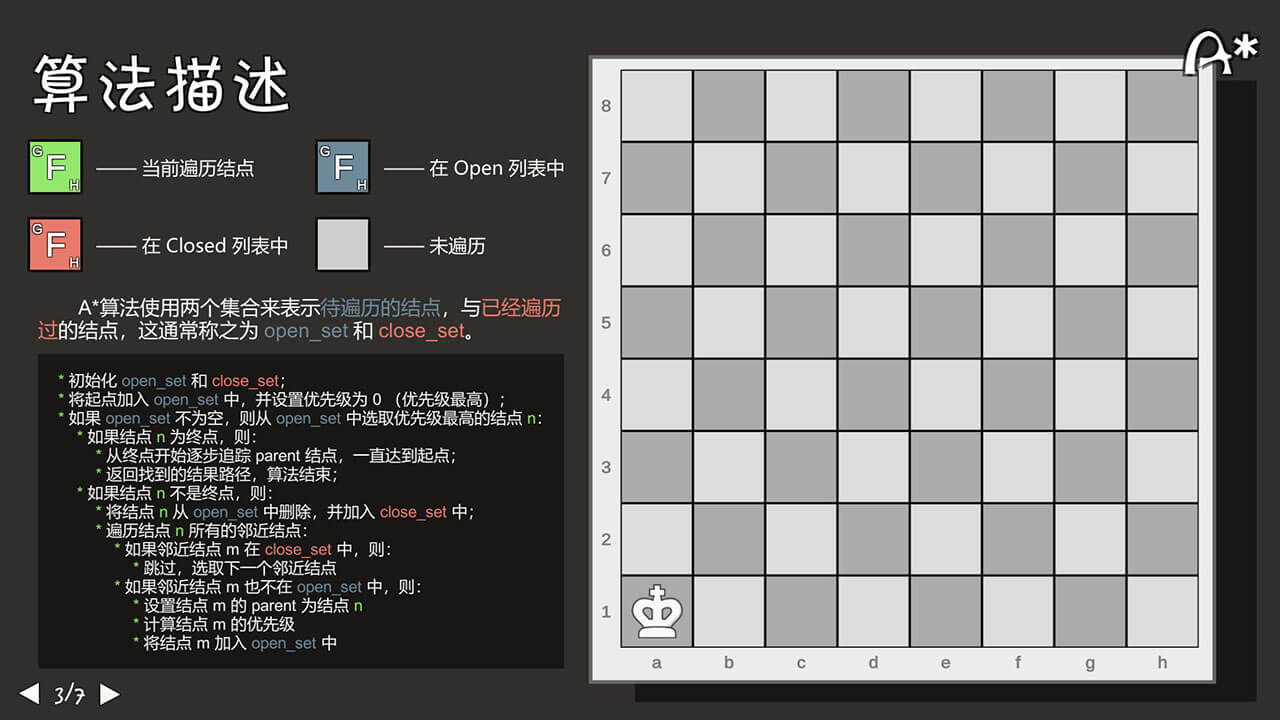 算法描述
A*
G F H —— 当前遍历结点
G F H —— 在 Open 列表中
G F H —— 在 Closed 列表中
—— 未遍历
A*算法使用两个集合来表示待遍历的结点，与已经遍历
过的结点，这通常称之为 open_set 和 close_set。
* 初始化 open_set 和 close_set；
* 将起点加入 open_set 中，并设置优先级为 0 （优先级最高）；
* 如果 open_set 不为空，则从 open_set 中选取优先级最高的结点 n：
* 如果结点 n 为终点，则：
* 从终点开始逐步追踪 parent 结点，一直达到起点；
* 返回找到的结果路径，算法结束；
* 如果结点 n 不是终点，则：
* 将结点 n 从 open_set 中删除，并加入 close_set 中；
* 遍历结点 n 所有的邻近结点：
* 如果邻近结点 m 在 close_set 中，则：
* 跳过，选取下一个邻近结点
* 如果邻近结点 m 也不在 open_set 中，则：
* 设置结点 m 的 parent 为结点 n
* 计算结点 m 的优先级
* 将结点 m 加入 open_set 中
3/7
8
7
6
5
4
3
2
1
a b c d e f g h